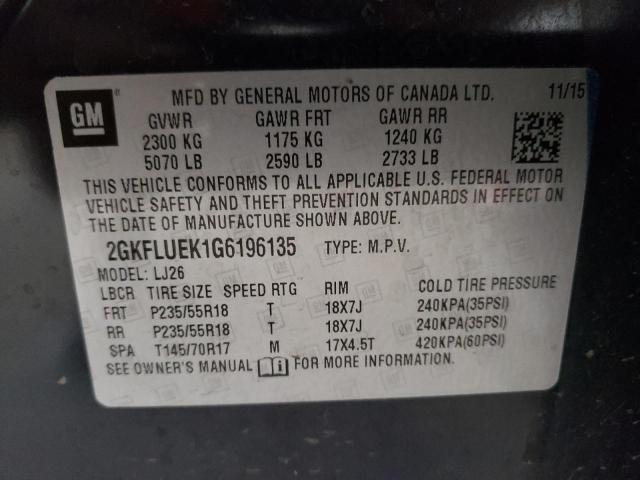 GM
MFD BY GENERAL MOTORS OF CANADA LTD. 11/15
GVWR GAWR FRT GAWR RR
2300 KG 1175 KG 1240 KG
5070 LB 2590 LB 2733 LB
THIS VEHICLE CONFORMS TO ALL APPLICABLE U.S. FEDERAL MOTOR
VEHICLE SAFETY AND THEFT PREVENTION STANDARDS IN EFFECT ON
THE DATE OF MANUFACTURE SHOWN ABOVE.
2GKFLUEK1G6196135 TYPE: M.P.V.
MODEL: LJ26
LBCR TIRE SIZE SPEED RTG RIM COLD TIRE PRESSURE
FRT P235/55R18 T 18X7J 240KPA(35PSI)
RR P235/55R18 T 18X7J 240KPA(35PSI)
SPA T145/70R17 M 17X4.5T 420KPA(60PSI)
SEE OWNER'S MANUAL FOR MORE INFORMATION.